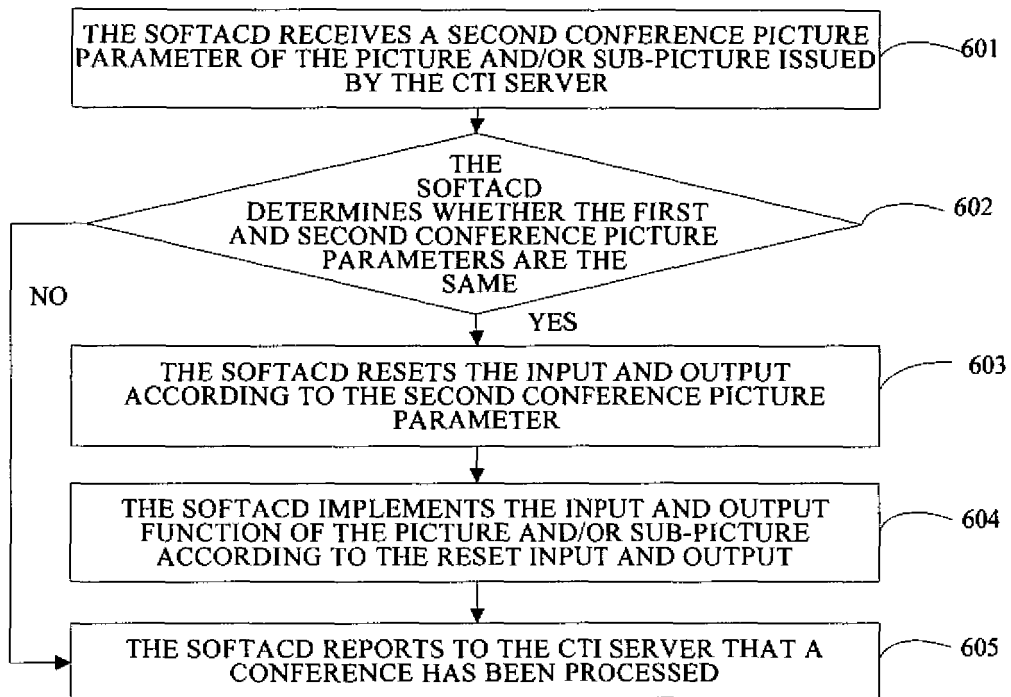 THE SOFTACD RECEIVES A SECOND CONFERENCE PICTURE
PARAMETER OF THE PICTURE AND/OR SUB-PICTURE ISSUED
BY THE CTI SERVER
601
THE
SOFTACD
DETERMINES WHETHER THE FIRST
AND SECOND CONFERENCE PICTURE
PARAMETERS ARE THE
SAME
602
NO
YES
THE SOFTACD RESETS THE INPUT AND OUTPUT
ACCORDING TO THE SECOND CONFERENCE PICTURE
PARAMETER
603
THE SOFTACD IMPLEMENTS THE INPUT AND OUTPUT
FUNCTION OF THE PICTURE AND/OR SUB-PICTURE
ACCORDING TO THE RESET INPUT AND OUTPUT
604
THE SOFTACD REPORTS TO THE CTI SERVER THAT A
CONFERENCE HAS BEEN PROCESSED
605